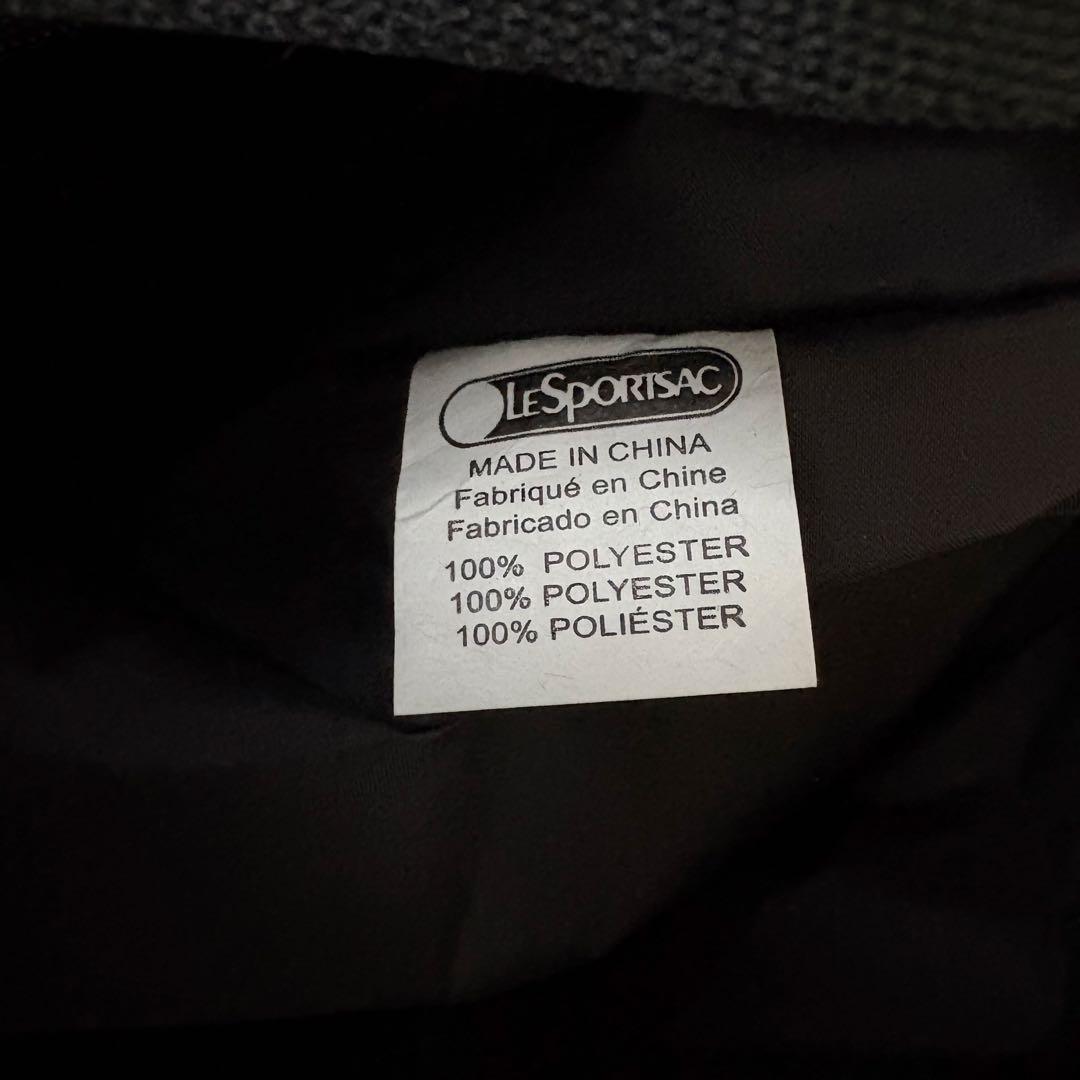 LESPORTSAC
MADE IN CHINA
Fabriqué en Chine
Fabricado en China
100% POLYESTER
100% POLYESTER
100% POLIÉSTER